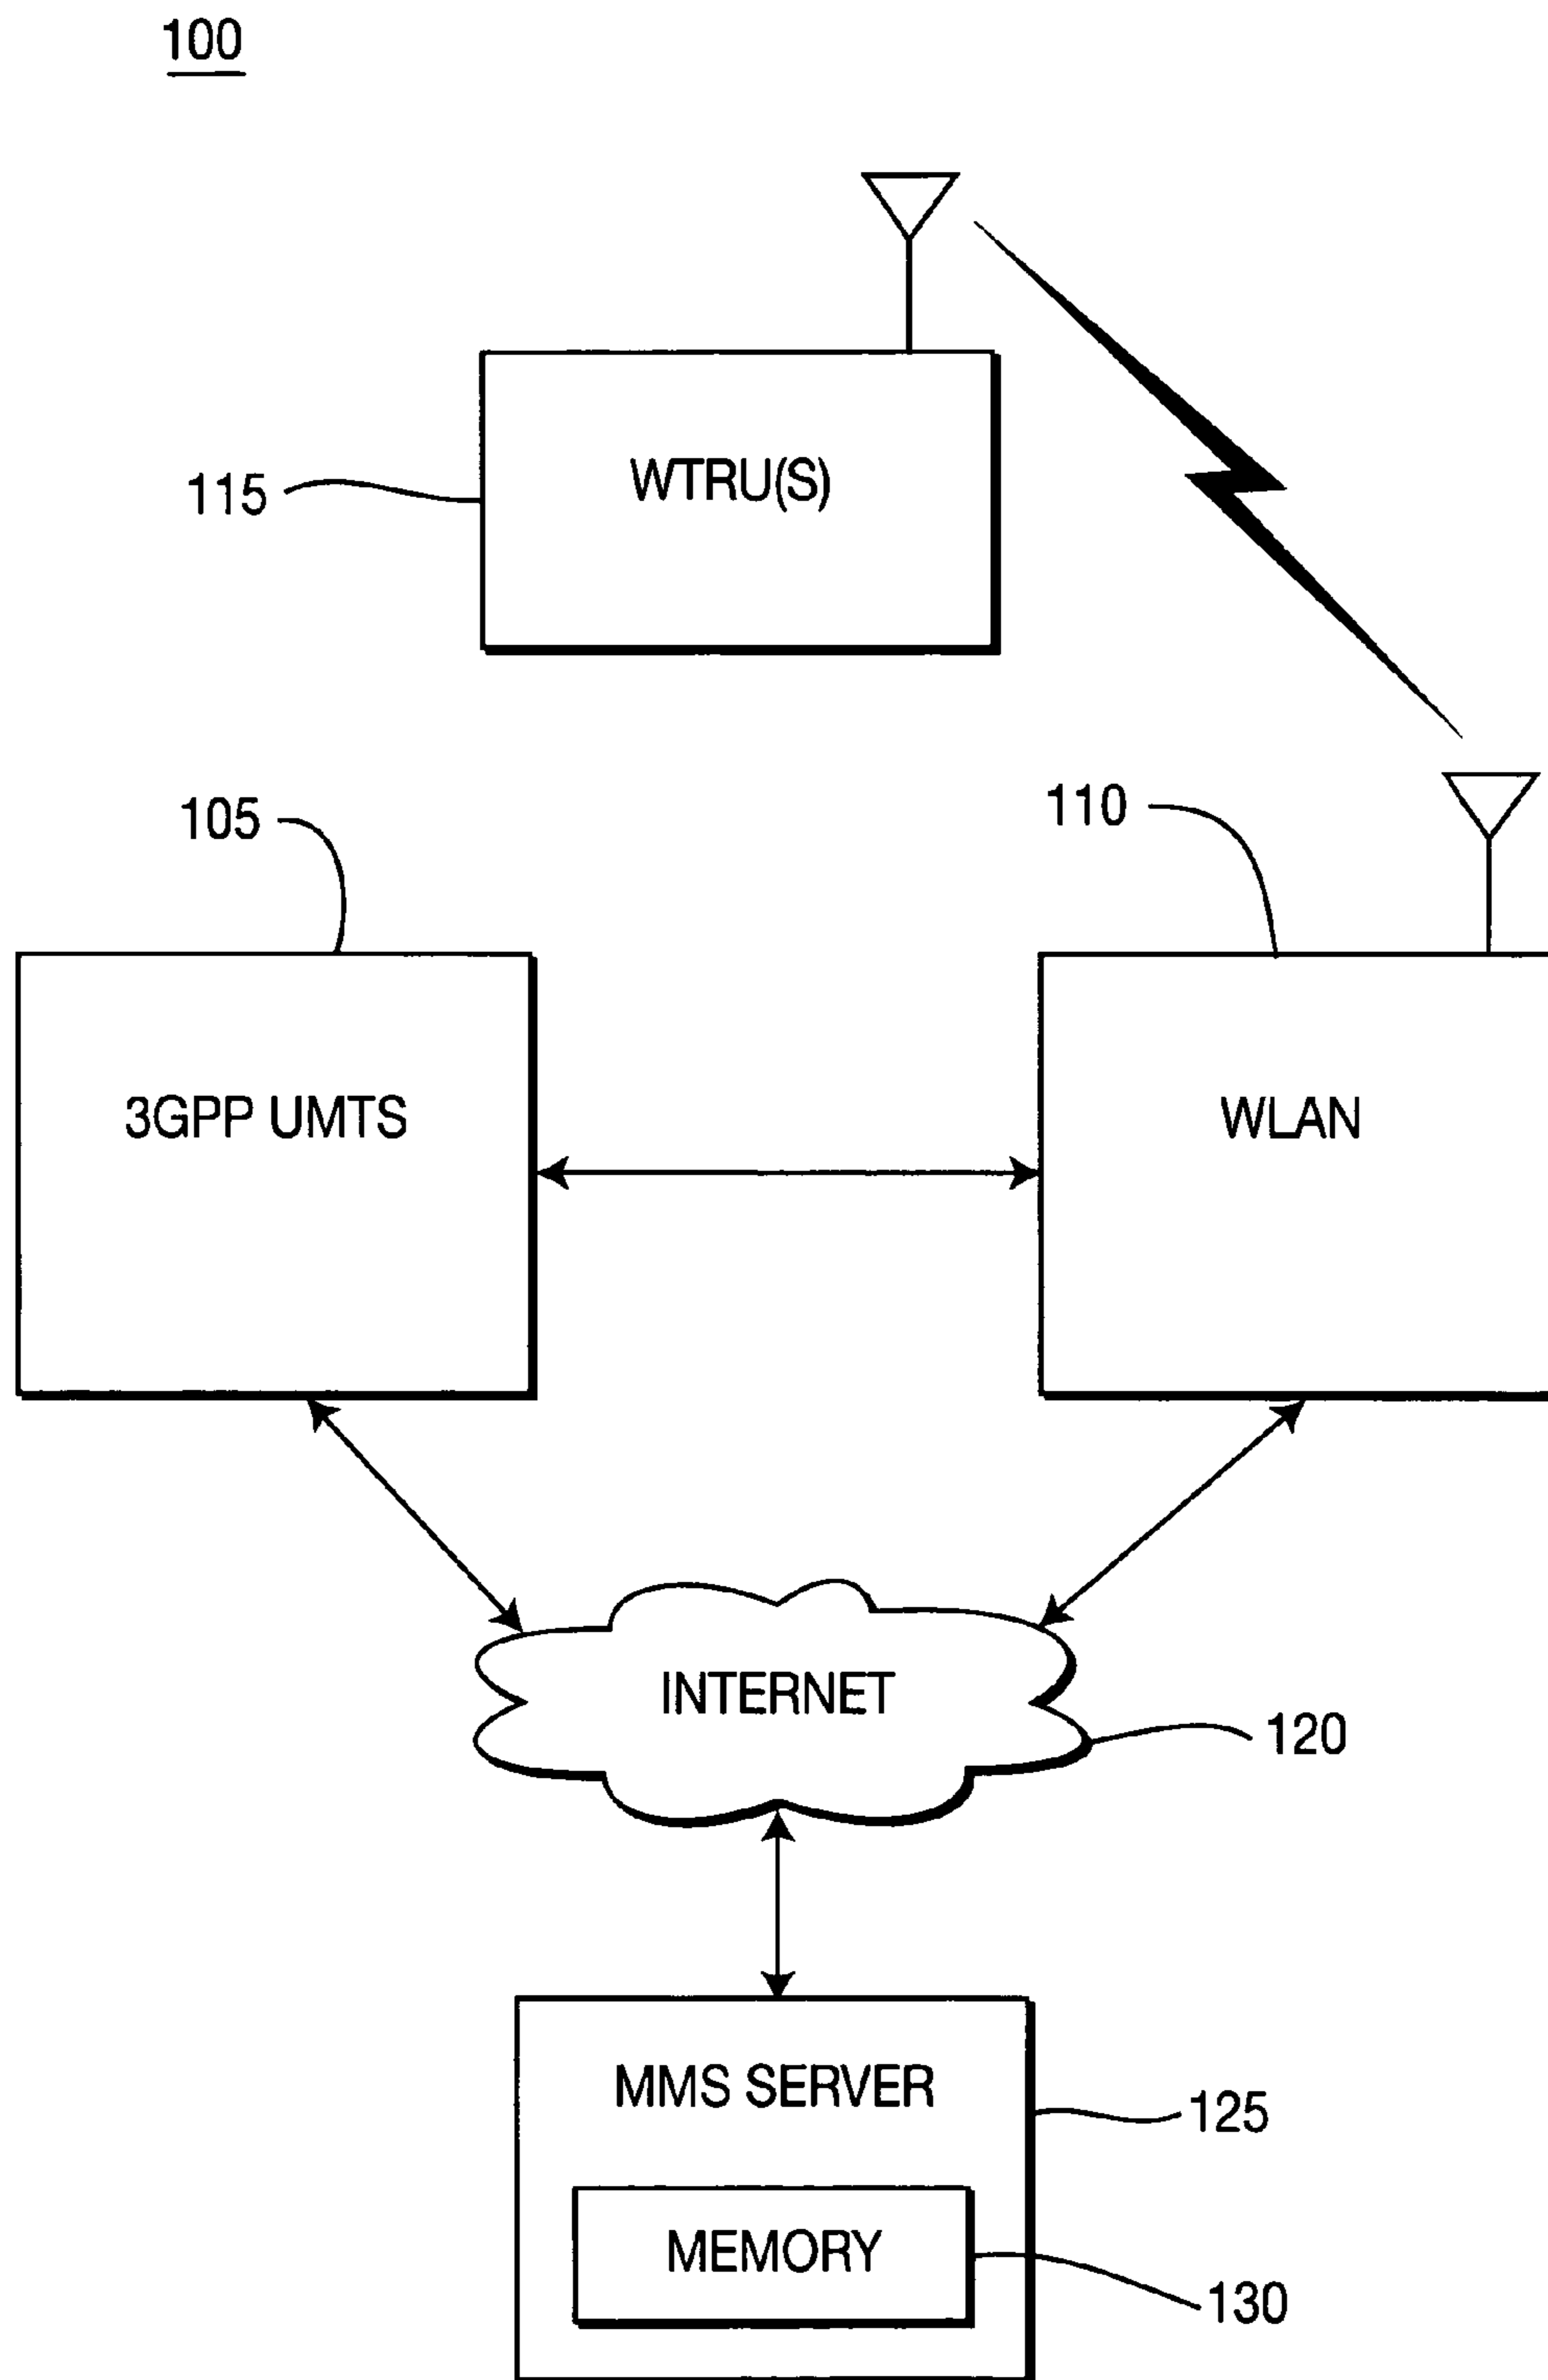 100
WTRU(S)
115
105
110
3GPP UMTS
WLAN
INTERNET
120
MMS SERVER
125
MEMORY
130